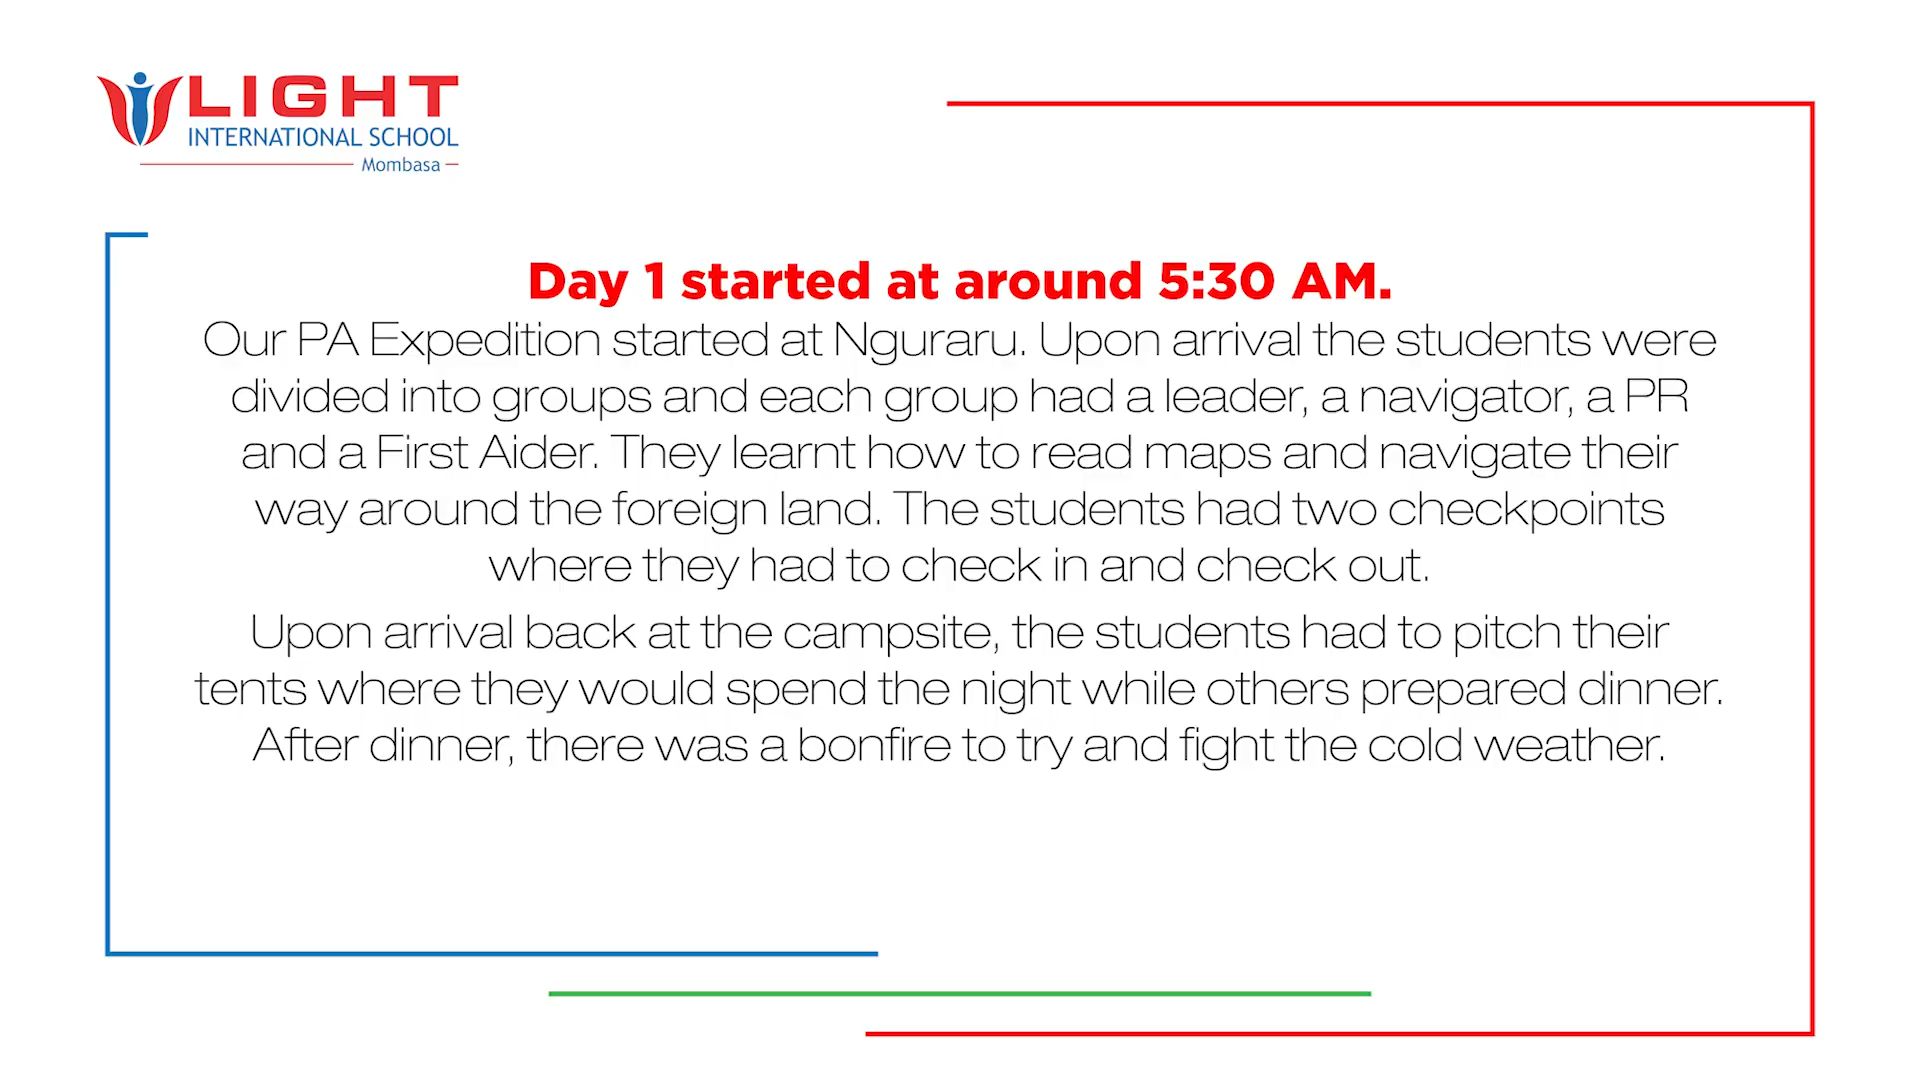 LIGHT
INTERNATIONAL SCHOOL
Mombasa
Day 1 started at around 5:30 AM.
Our PA Expedition started at Nguraru. Upon arrival the students were
divided into groups and each group had a leader, a navigator, a PR
and a First Aider. They learnt how to read maps and navigate their
way around the foreign land. The students had two checkpoints
where they had to check in and check out.
Upon arrival back at the campsite, the students had to pitch their
tents where they would spend the night while others prepared dinner.
After dinner, there was a bonfire to try and fight the cold weather.